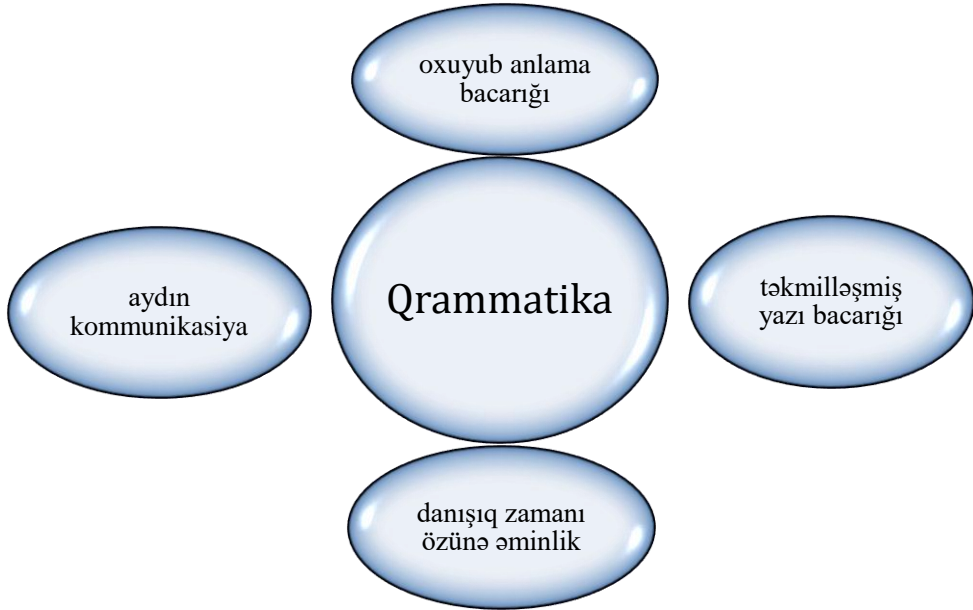 oxuyub anlama
bacarığı
aydın
kommunikasiya
Qrammatika
təkmilləşmiş
yazı bacarığı
danışıq zamanı
özünə əminlik